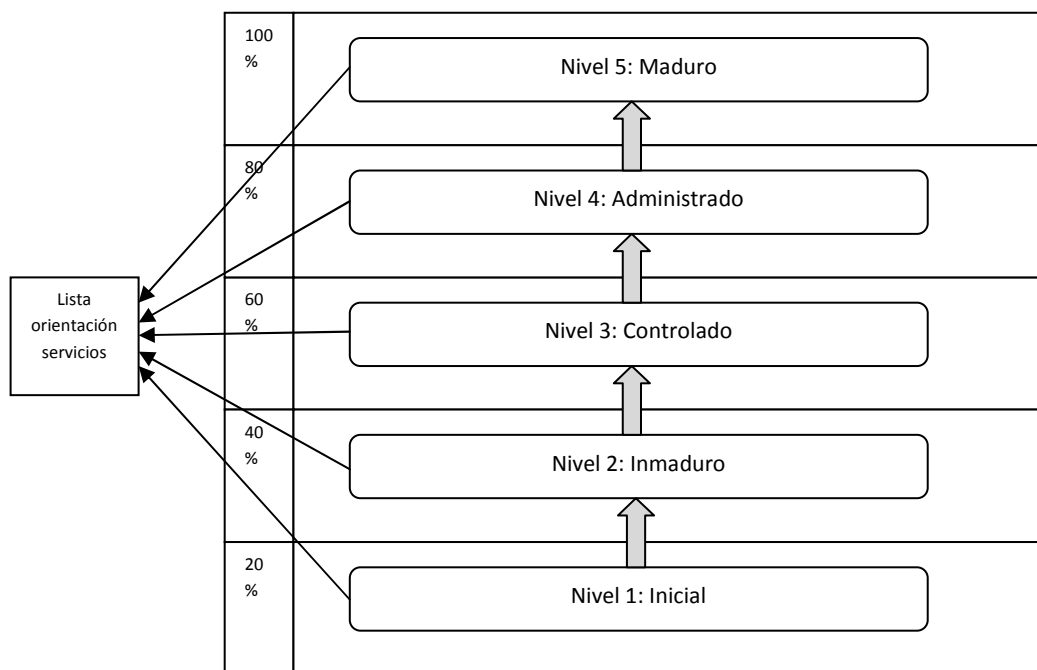 100
%
Nivel 5: Maduro
80
%
Nivel 4: Administrado
Lista
orientación
servicios
60
%
Nivel 3: Controlado
40
%
Nivel 2: Inmaduro
20
%
Nivel 1: Inicial